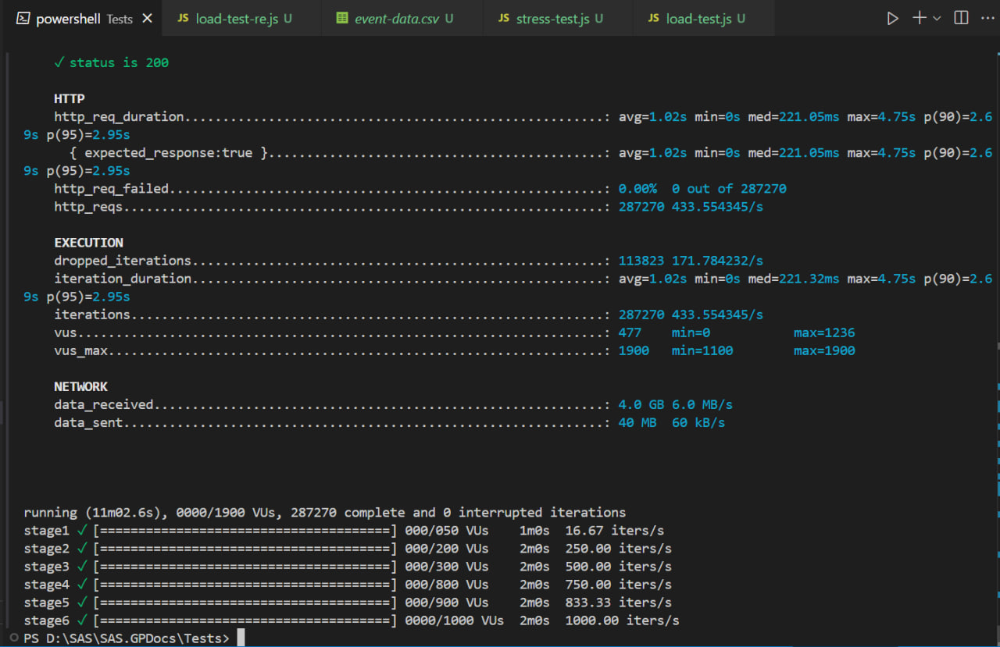 powershell Tests
JS load-test-re.js U
event-data.csv U
JS stress-test.js U
JS load-test.js U
✓ status is 200
HTTP
http_req_duration.......................................................: avg=1.02s min=0s med=221.05ms max=4.75s p(90)=2.6
9s p(95)=2.95s
{ expected_response:true }............................................: avg=1.02s min=0s med=221.05ms max=4.75s p(90)=2.6
9s p(95)=2.95s
http_req_failed.........................................................: 0.00% 0 out of 287270
http_reqs...............................................................: 287270 433.554345/s
EXECUTION
dropped_iterations......................................................: 113823 171.784232/s
iteration_duration......................................................: avg=1.02s min=0s med=221.32ms max=4.75s p(90)=2.6
9s p(95)=2.95s
iterations..............................................................: 287270 433.554345/s
vus.....................................................................: 477 min=0 max=1236
vus_max.................................................................: 1900 min=1100 max=1900
NETWORK
data_received...........................................................: 4.0 GB 6.0 MB/s
data_sent...............................................................: 40 MB 60 kB/s
running (11m02.6s), 0000/1900 VUs, 287270 complete and 0 interrupted iterations
stage1 ✓ [======================================] 000/050 VUs 1m0s 16.67 iters/s
stage2 ✓ [======================================] 000/200 VUs 2m0s 250.00 iters/s
stage3 ✓ [======================================] 000/300 VUs 2m0s 500.00 iters/s
stage4 ✓ [======================================] 000/800 VUs 2m0s 750.00 iters/s
stage5 ✓ [======================================] 000/900 VUs 2m0s 833.33 iters/s
stage6 ✓ [======================================] 0000/1000 VUs 2m0s 1000.00 iters/s
PS D:\SAS\SAS.GPDocs\Tests>